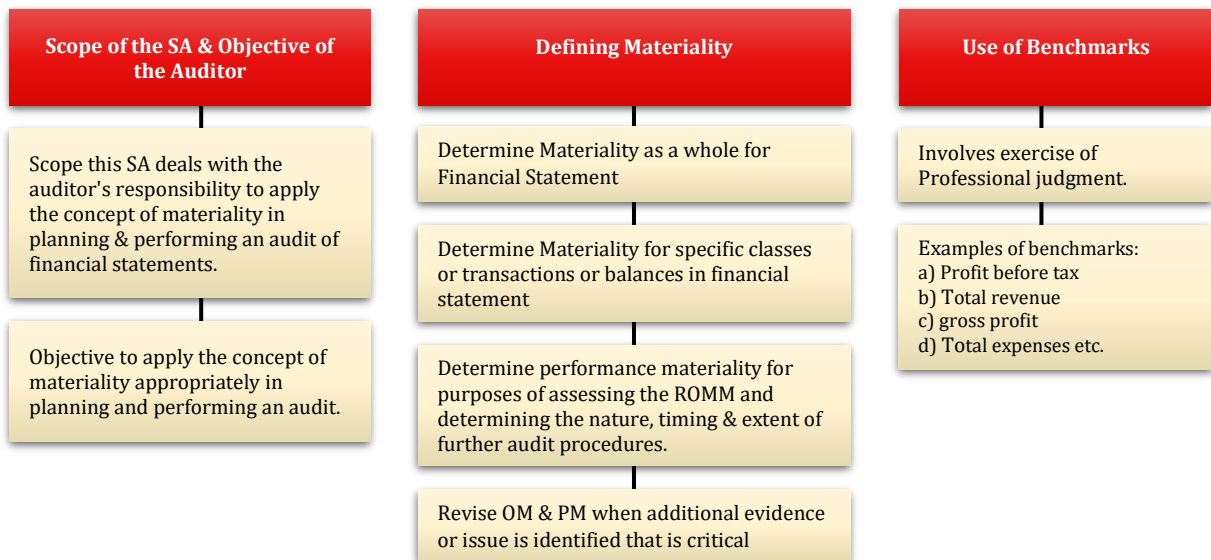 Scope of the SA & Objective of
the Auditor
Scope this SA deals with the
auditor's responsibility to apply
the concept of materiality in
planning & performing an audit of
financial statements.
Objective to apply the concept of
materiality appropriately in
planning and performing an audit.
Defining Materiality
Determine Materiality as a whole for
Financial Statement
Determine Materiality for specific classes
or transactions or balances in financial
statement
Determine performance materiality for
purposes of assessing the ROMM and
determining the nature, timing & extent of
further audit procedures.
Revise OM & PM when additional evidence
or issue is identified that is critical
Use of Benchmarks
Involves exercise of
Professional judgment.
Examples of benchmarks:
a) Profit before tax
b) Total revenue
c) gross profit
d) Total expenses etc.